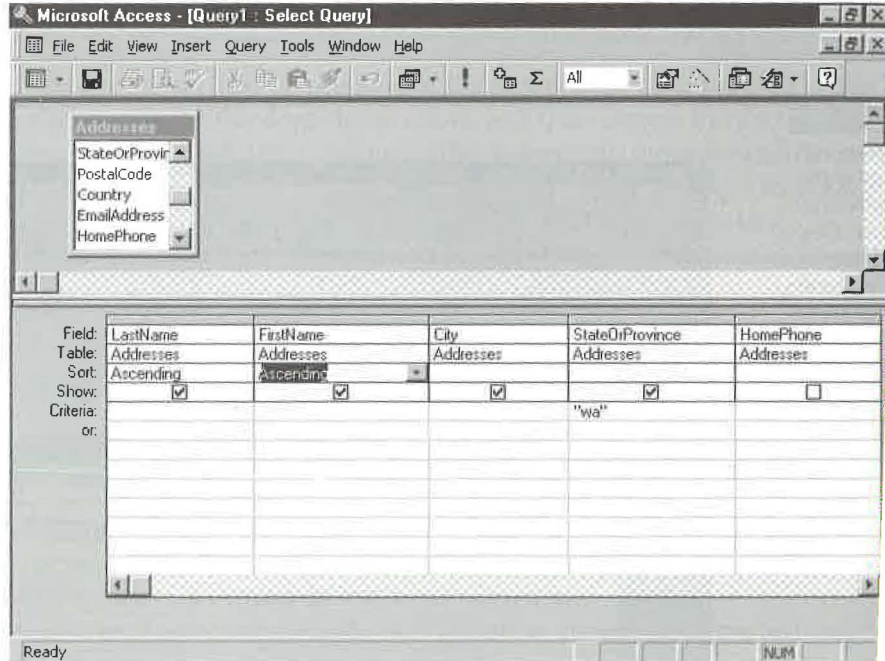 Microsoft Access - [Query1 : Select Query]
File Edit View Insert Query Tools Window Help
All
Addresses
StateOrProvir
PostalCode
Country
EmailAddress
HomePhone
Field: LastName FirstName City StateOrProvince HomePhone
Table: Addresses Addresses Addresses Addresses Addresses
Sort: Ascending Ascending
Show:
Criteria: "wa"
or:
Ready NUM